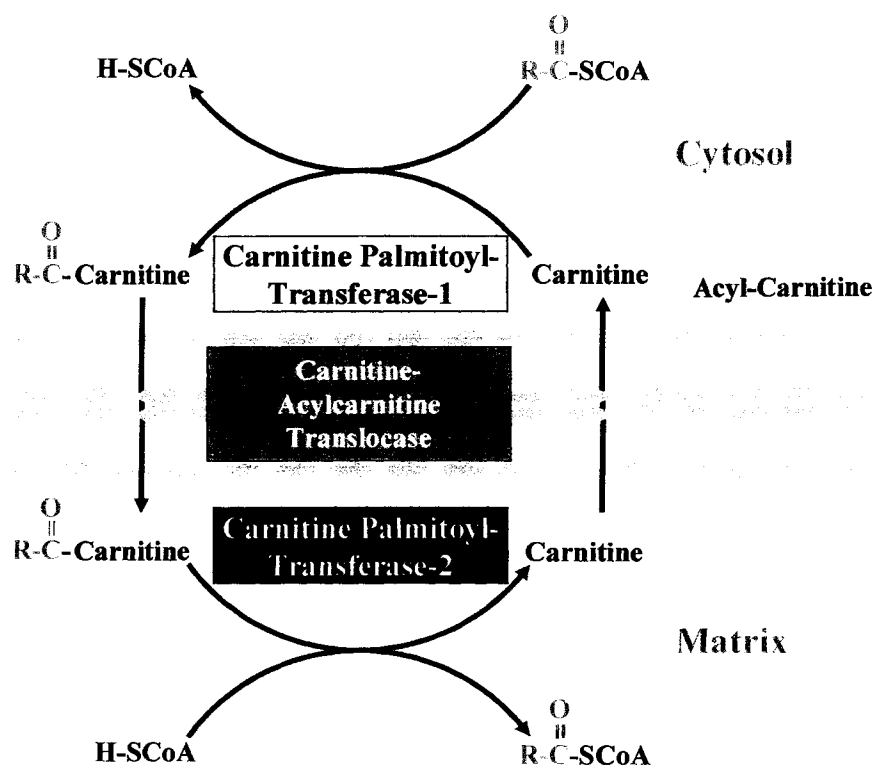 O
H-SCoA
R-C-SCoA
Cytosol
O
R-C-Carnitine
Carnitine Palmitoyl-
Transferase-1
Carnitine
Acyl-Carnitine
Carnitine-
Acylcarnitine
Translocase
O
R-C-Carnitine
Carnitine Palmitoyl-
Transferase-2
Carnitine
Matrix
O
H-SCoA
R-C-SCoA